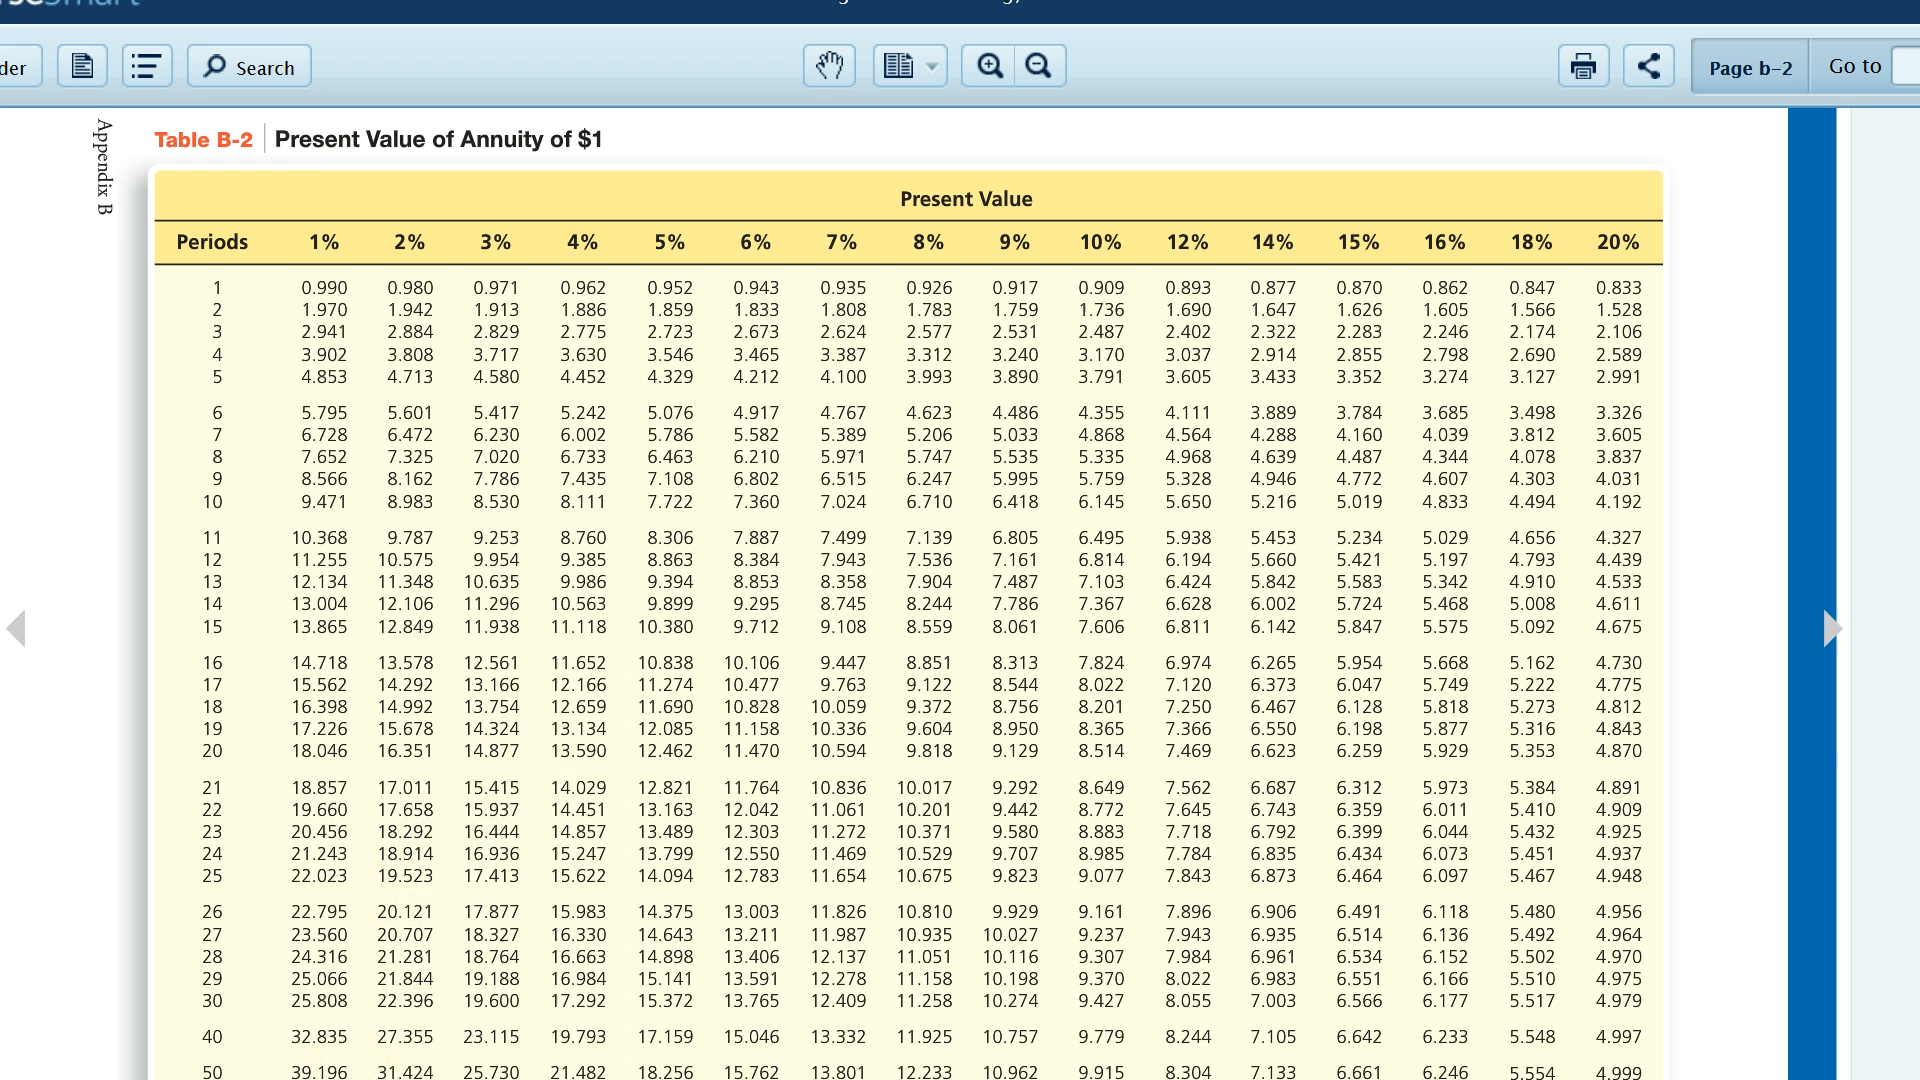 der Search Page b-2 Go to
Appendix B
Table B-2 Present Value of Annuity of $1
Present Value
Periods 1% 2% 3% 4% 5% 6% 7% 8% 9% 10% 12% 14% 15% 16% 18% 20%
1 0.990 0.980 0.971 0.962 0.952 0.943 0.935 0.926 0.917 0.909 0.893 0.877 0.870 0.862 0.847 0.833
2 1.970 1.942 1.913 1.886 1.859 1.833 1.808 1.783 1.759 1.736 1.690 1.647 1.626 1.605 1.566 1.528
3 2.941 2.884 2.829 2.775 2.723 2.673 2.624 2.577 2.531 2.487 2.402 2.322 2.283 2.246 2.174 2.106
4 3.902 3.808 3.717 3.630 3.546 3.465 3.387 3.312 3.240 3.170 3.037 2.914 2.855 2.798 2.690 2.589
5 4.853 4.713 4.580 4.452 4.329 4.212 4.100 3.993 3.890 3.791 3.605 3.433 3.352 3.274 3.127 2.991
6 5.795 5.601 5.417 5.242 5.076 4.917 4.767 4.623 4.486 4.355 4.111 3.889 3.784 3.685 3.498 3.326
7 6.728 6.472 6.230 6.002 5.786 5.582 5.389 5.206 5.033 4.868 4.564 4.288 4.160 4.039 3.812 3.605
8 7.652 7.325 7.020 6.733 6.463 6.210 5.971 5.747 5.535 5.335 4.968 4.639 4.487 4.344 4.078 3.837
9 8.566 8.162 7.786 7.435 7.108 6.802 6.515 6.247 5.995 5.759 5.328 4.946 4.772 4.607 4.303 4.031
10 9.471 8.983 8.530 8.111 7.722 7.360 7.024 6.710 6.418 6.145 5.650 5.216 5.019 4.833 4.494 4.192
11 10.368 9.787 9.253 8.760 8.306 7.887 7.499 7.139 6.805 6.495 5.938 5.453 5.234 5.029 4.656 4.327
12 11.255 10.575 9.954 9.385 8.863 8.384 7.943 7.536 7.161 6.814 6.194 5.660 5.421 5.197 4.793 4.439
13 12.134 11.348 10.635 9.986 9.394 8.853 8.358 7.904 7.487 7.103 6.424 5.842 5.583 5.342 4.910 4.533
14 13.004 12.106 11.296 10.563 9.899 9.295 8.745 8.244 7.786 7.367 6.628 6.002 5.724 5.468 5.008 4.611
15 13.865 12.849 11.938 11.118 10.380 9.712 9.108 8.559 8.061 7.606 6.811 6.142 5.847 5.575 5.092 4.675
16 14.718 13.578 12.561 11.652 10.838 10.106 9.447 8.851 8.313 7.824 6.974 6.265 5.954 5.668 5.162 4.730
17 15.562 14.292 13.166 12.166 11.274 10.477 9.763 9.122 8.544 8.022 7.120 6.373 6.047 5.749 5.222 4.775
18 16.398 14.992 13.754 12.659 11.690 10.828 10.059 9.372 8.756 8.201 7.250 6.467 6.128 5.818 5.273 4.812
19 17.226 15.678 14.324 13.134 12.085 11.158 10.336 9.604 8.950 8.365 7.366 6.550 6.198 5.877 5.316 4.843
20 18.046 16.351 14.877 13.590 12.462 11.470 10.594 9.818 9.129 8.514 7.469 6.623 6.259 5.929 5.353 4.870
21 18.857 17.011 15.415 14.029 12.821 11.764 10.836 10.017 9.292 8.649 7.562 6.687 6.312 5.973 5.384 4.891
22 19.660 17.658 15.937 14.451 13.163 12.042 11.061 10.201 9.442 8.772 7.645 6.743 6.359 6.011 5.410 4.909
23 20.456 18.292 16.444 14.857 13.489 12.303 11.272 10.371 9.580 8.883 7.718 6.792 6.399 6.044 5.432 4.925
24 21.243 18.914 16.936 15.247 13.799 12.550 11.469 10.529 9.707 8.985 7.784 6.835 6.434 6.073 5.451 4.937
25 22.023 19.523 17.413 15.622 14.094 12.783 11.654 10.675 9.823 9.077 7.843 6.873 6.464 6.097 5.467 4.948
26 22.795 20.121 17.877 15.983 14.375 13.003 11.826 10.810 9.929 9.161 7.896 6.906 6.491 6.118 5.480 4.956
27 23.560 20.707 18.327 16.330 14.643 13.211 11.987 10.935 10.027 9.237 7.943 6.935 6.514 6.136 5.492 4.964
28 24.316 21.281 18.764 16.663 14.898 13.406 12.137 11.051 10.116 9.307 7.984 6.961 6.534 6.152 5.502 4.970
29 25.066 21.844 19.188 16.984 15.141 13.591 12.278 11.158 10.198 9.370 8.022 6.983 6.551 6.166 5.510 4.975
30 25.808 22.396 19.600 17.292 15.372 13.765 12.409 11.258 10.274 9.427 8.055 7.003 6.566 6.177 5.517 4.979
40 32.835 27.355 23.115 19.793 17.159 15.046 13.332 11.925 10.757 9.779 8.244 7.105 6.642 6.233 5.548 4.997
50 39.196 31.424 25.730 21.482 18.256 15.762 13.801 12.233 10.962 9.915 8.304 7.133 6.661 6.246 5.554 4.999